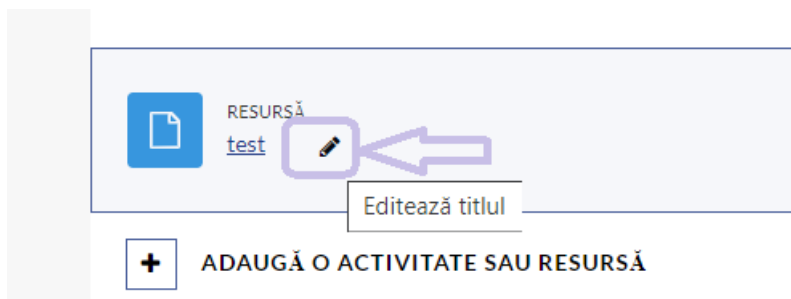 RESURSĂ
test
Editează titlul
ADAUGĂ O ACTIVITATE SAU RESURSĂ